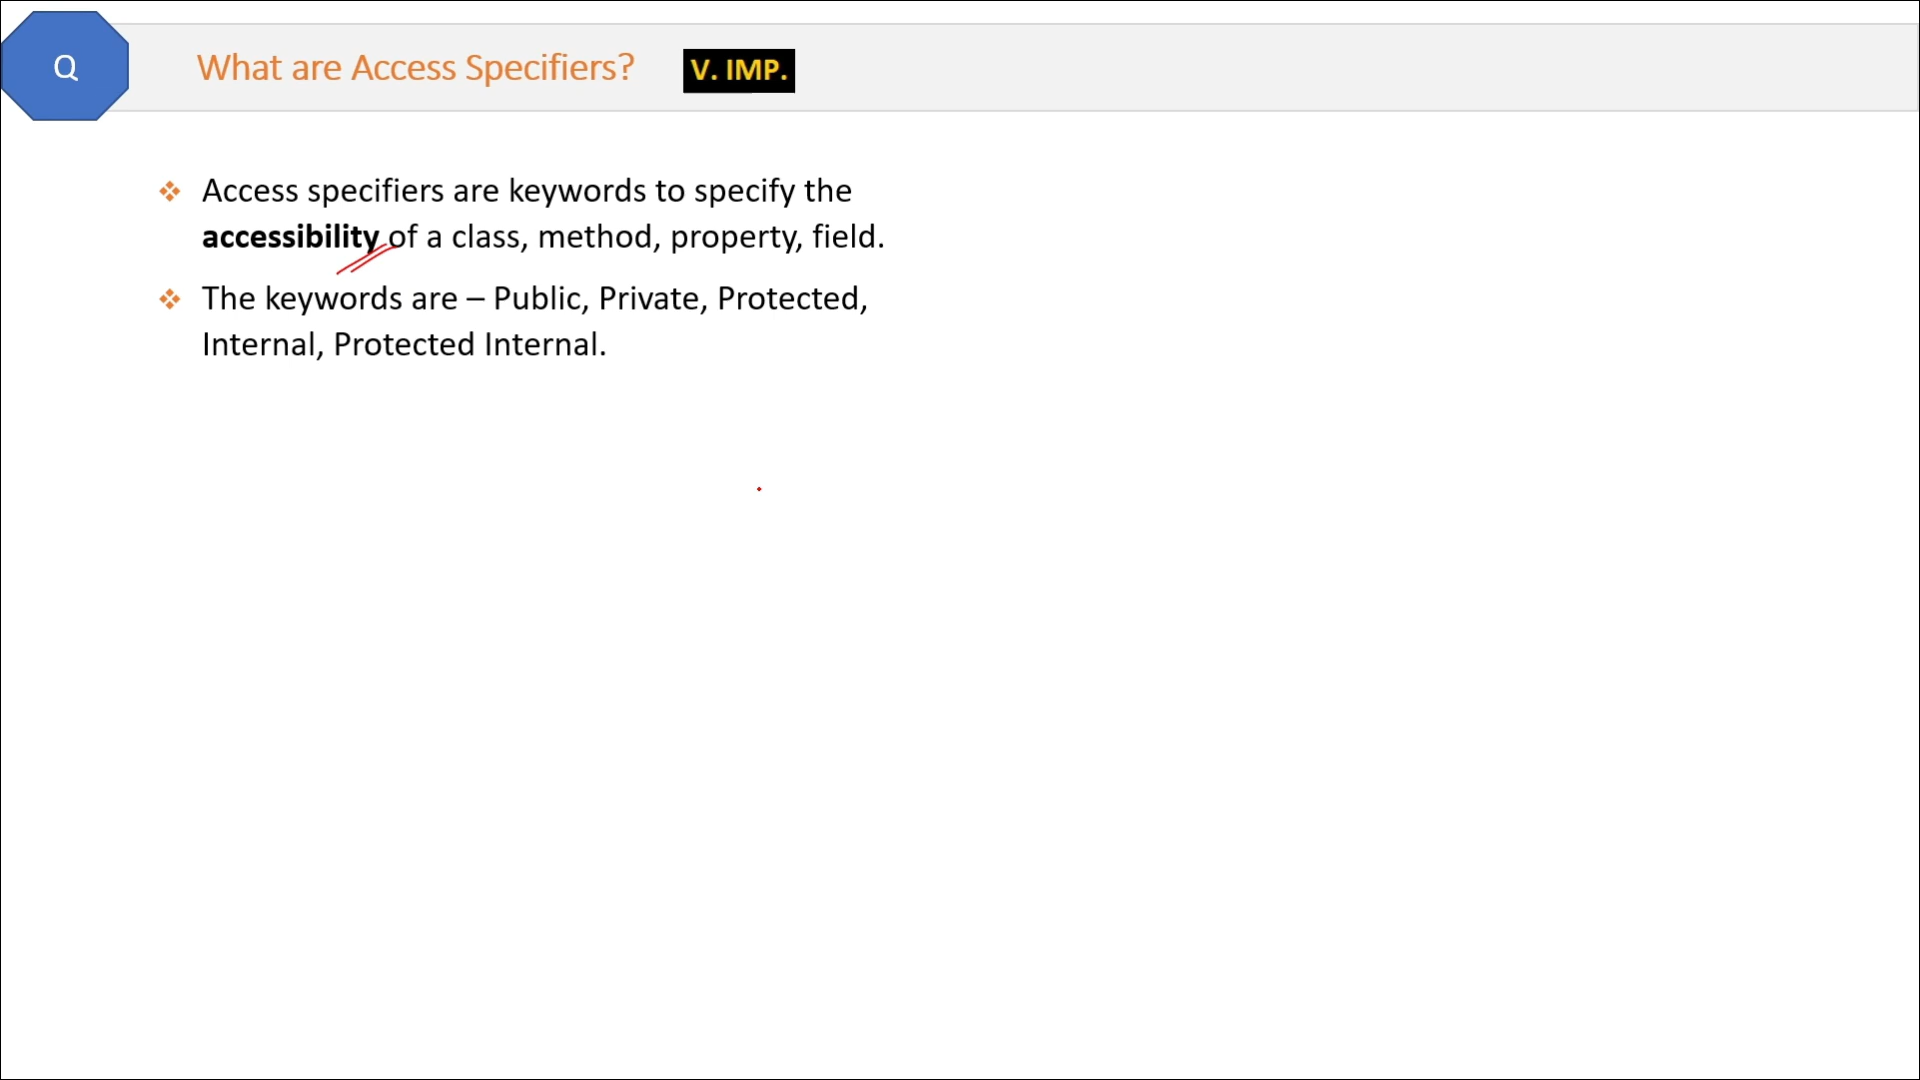 Q
What are Access Specifiers? V. IMP.
❖ Access specifiers are keywords to specify the
accessibility of a class, method, property, field.
❖ The keywords are – Public, Private, Protected,
Internal, Protected Internal.